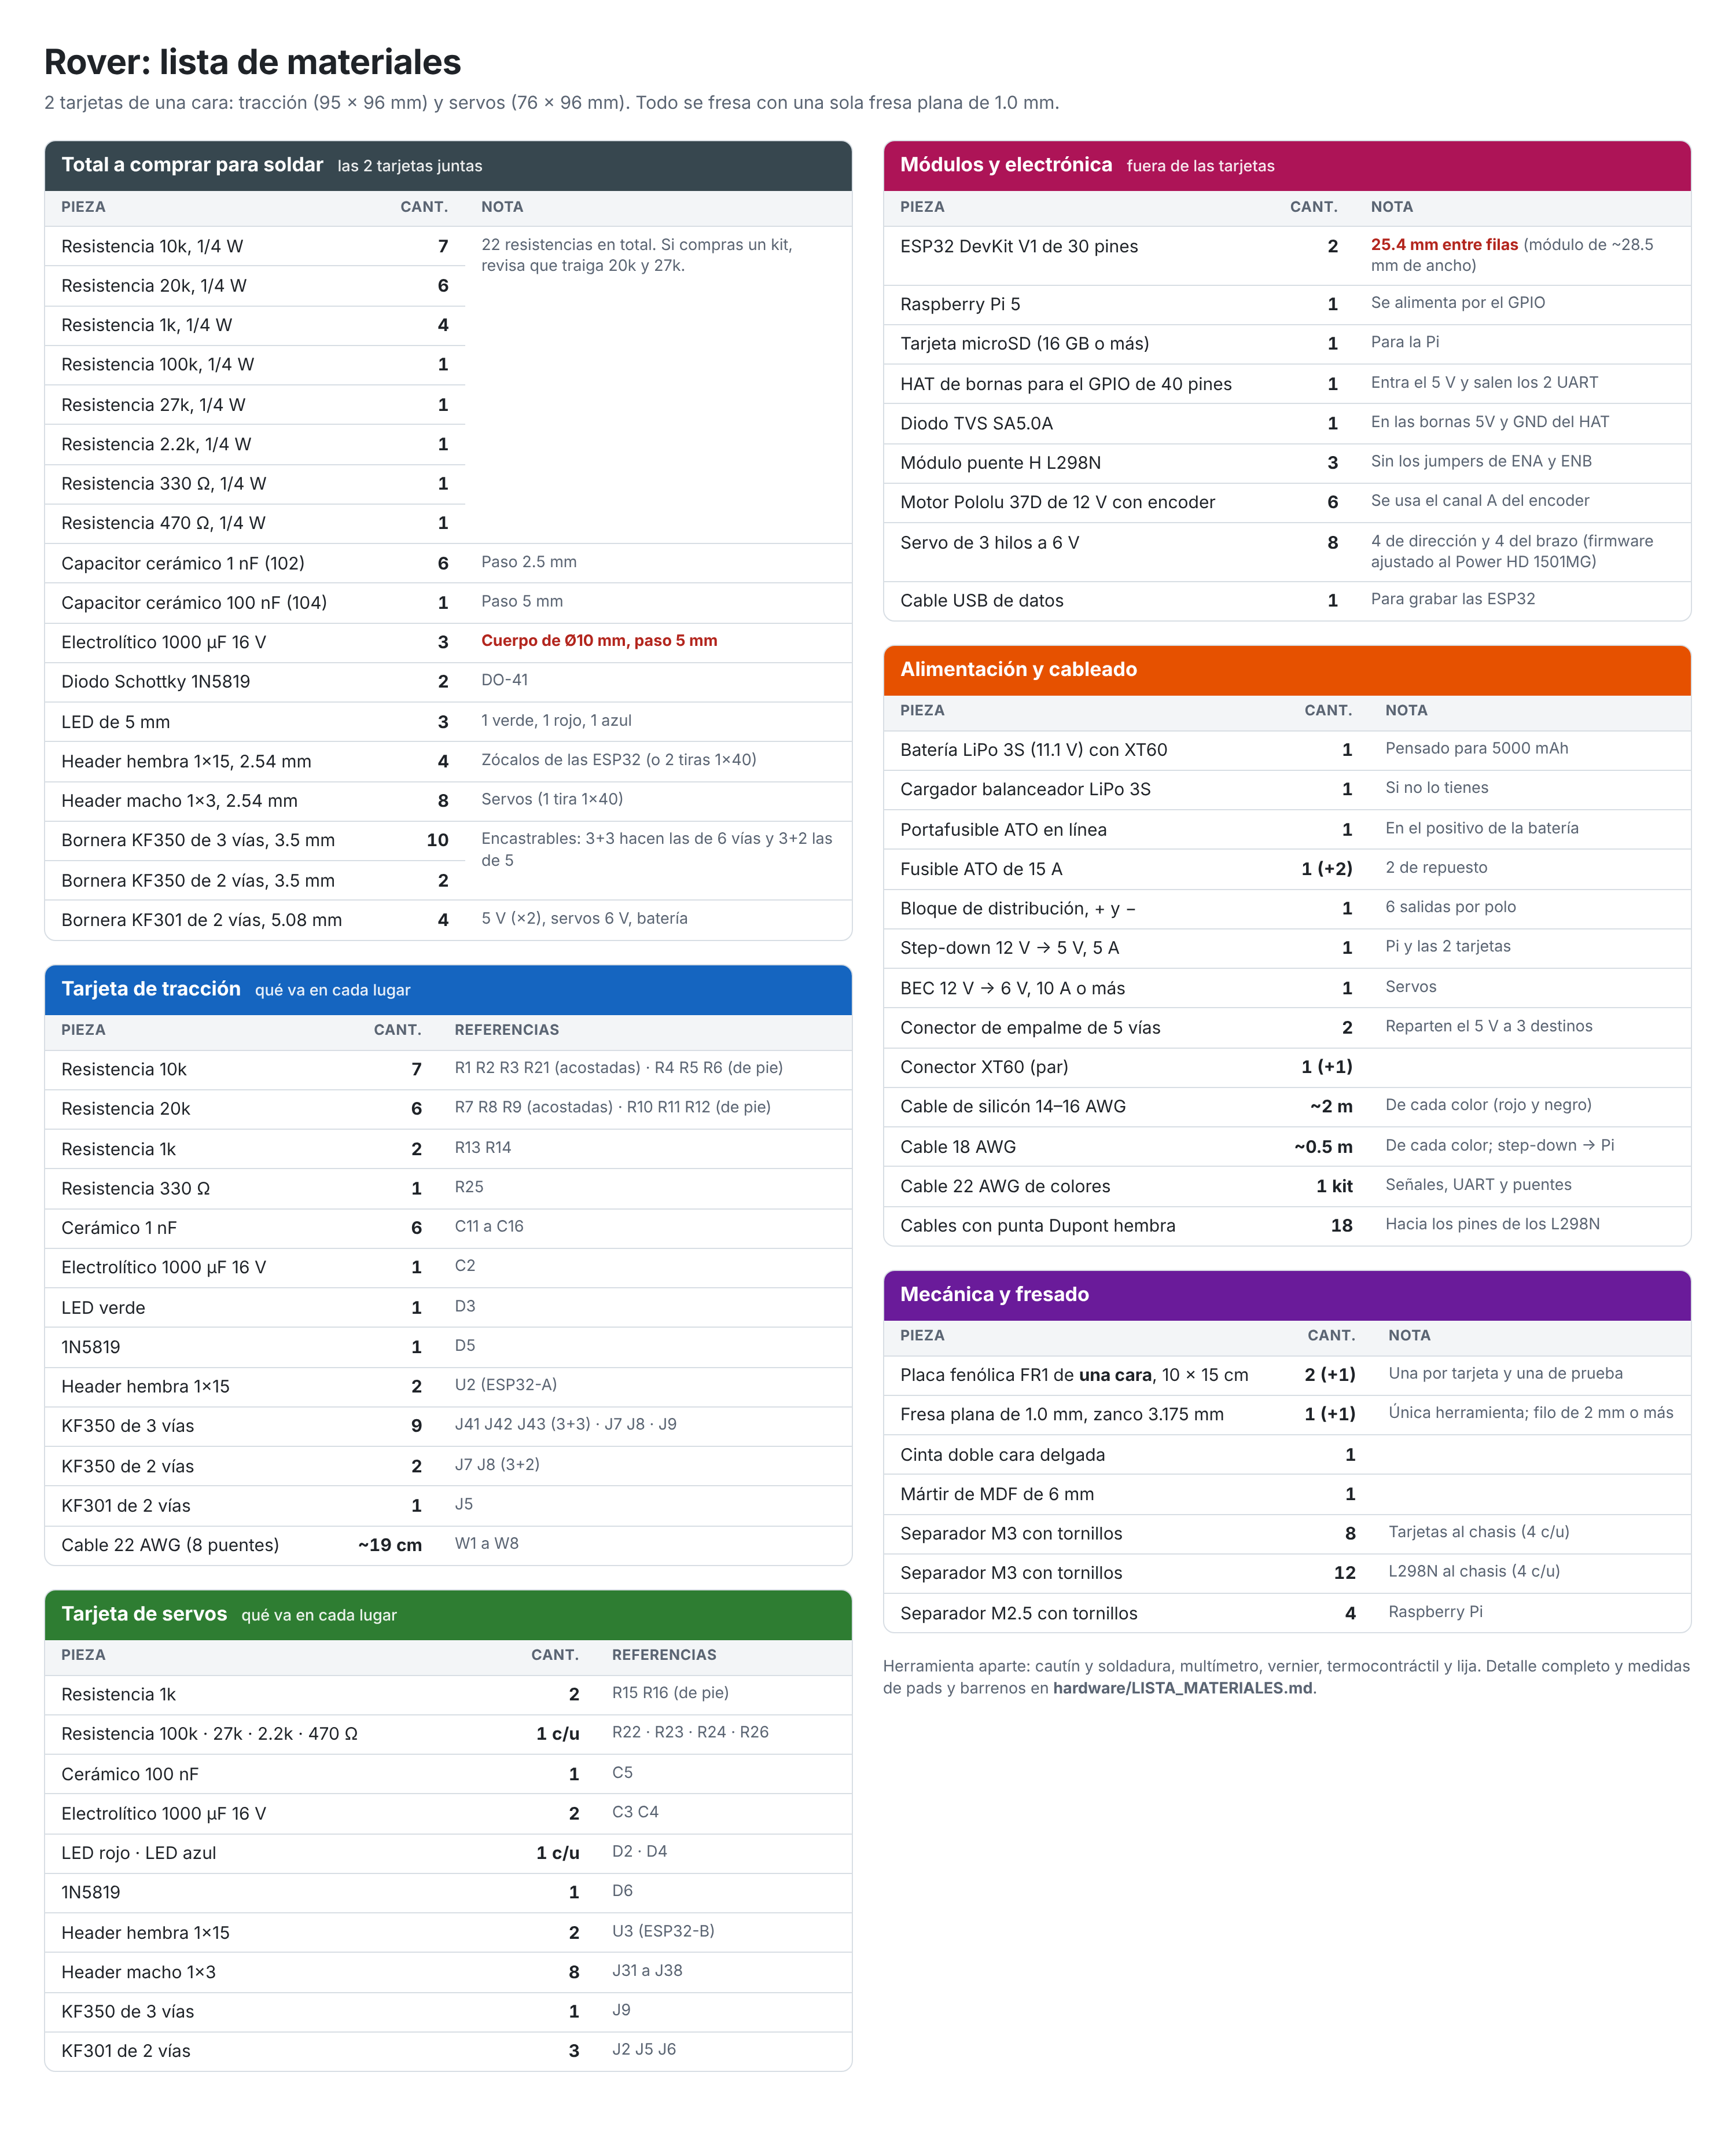 Rover: lista de materiales
2 tarjetas de una cara: tracción (95 × 96 mm) y servos (76 × 96 mm). Todo se fresa con una sola fresa plana de 1.0 mm.
Total a comprar para soldar las 2 tarjetas juntas
PIEZA CANT. NOTA
Resistencia 10k, 1/4 W 7 22 resistencias en total. Si compras un kit,
revisa que traiga 20k y 27k.
Resistencia 20k, 1/4 W 6
Resistencia 1k, 1/4 W 4
Resistencia 100k, 1/4 W 1
Resistencia 27k, 1/4 W 1
Resistencia 2.2k, 1/4 W 1
Resistencia 330 Ω, 1/4 W 1
Resistencia 470 Ω, 1/4 W 1
Capacitor cerámico 1 nF (102) 6 Paso 2.5 mm
Capacitor cerámico 100 nF (104) 1 Paso 5 mm
Electrolítico 1000 µF 16 V 3 Cuerpo de Ø10 mm, paso 5 mm
Diodo Schottky 1N5819 2 DO-41
LED de 5 mm 3 1 verde, 1 rojo, 1 azul
Header hembra 1×15, 2.54 mm 4 Zócalos de las ESP32 (o 2 tiras 1×40)
Header macho 1×3, 2.54 mm 8 Servos (1 tira 1×40)
Bornera KF350 de 3 vías, 3.5 mm 10 Encastrables: 3+3 hacen las de 6 vías y 3+2 las
de 5
Bornera KF350 de 2 vías, 3.5 mm 2
Bornera KF301 de 2 vías, 5.08 mm 4 5 V (×2), servos 6 V, batería
Tarjeta de tracción qué va en cada lugar
PIEZA CANT. REFERENCIAS
Resistencia 10k 7 R1 R2 R3 R21 (acostadas) · R4 R5 R6 (de pie)
Resistencia 20k 6 R7 R8 R9 (acostadas) · R10 R11 R12 (de pie)
Resistencia 1k 2 R13 R14
Resistencia 330 Ω 1 R25
Cerámico 1 nF 6 C11 a C16
Electrolítico 1000 µF 16 V 1 C2
LED verde 1 D3
1N5819 1 D5
Header hembra 1×15 2 U2 (ESP32-A)
KF350 de 3 vías 9 J41 J42 J43 (3+3) · J7 J8 · J9
KF350 de 2 vías 2 J7 J8 (3+2)
KF301 de 2 vías 1 J5
Cable 22 AWG (8 puentes) ~19 cm W1 a W8
Tarjeta de servos qué va en cada lugar
PIEZA CANT. REFERENCIAS
Resistencia 1k 2 R15 R16 (de pie)
Resistencia 100k · 27k · 2.2k · 470 Ω 1 c/u R22 · R23 · R24 · R26
Cerámico 100 nF 1 C5
Electrolítico 1000 µF 16 V 2 C3 C4
LED rojo · LED azul 1 c/u D2 · D4
1N5819 1 D6
Header hembra 1×15 2 U3 (ESP32-B)
Header macho 1×3 8 J31 a J38
KF350 de 3 vías 1 J9
KF301 de 2 vías 3 J2 J5 J6
Módulos y electrónica fuera de las tarjetas
PIEZA CANT. NOTA
ESP32 DevKit V1 de 30 pines 2 25.4 mm entre filas (módulo de ~28.5
mm de ancho)
Raspberry Pi 5 1 Se alimenta por el GPIO
Tarjeta microSD (16 GB o más) 1 Para la Pi
HAT de bornas para el GPIO de 40 pines 1 Entra el 5 V y salen los 2 UART
Diodo TVS SA5.0A 1 En las bornas 5V y GND del HAT
Módulo puente H L298N 3 Sin los jumpers de ENA y ENB
Motor Pololu 37D de 12 V con encoder 6 Se usa el canal A del encoder
Servo de 3 hilos a 6 V 8 4 de dirección y 4 del brazo (firmware
ajustado al Power HD 1501MG)
Cable USB de datos 1 Para grabar las ESP32
Alimentación y cableado
PIEZA CANT. NOTA
Batería LiPo 3S (11.1 V) con XT60 1 Pensado para 5000 mAh
Cargador balanceador LiPo 3S 1 Si no lo tienes
Portafusible ATO en línea 1 En el positivo de la batería
Fusible ATO de 15 A 1 (+2) 2 de repuesto
Bloque de distribución, + y − 1 6 salidas por polo
Step-down 12 V → 5 V, 5 A 1 Pi y las 2 tarjetas
BEC 12 V → 6 V, 10 A o más 1 Servos
Conector de empalme de 5 vías 2 Reparten el 5 V a 3 destinos
Conector XT60 (par) 1 (+1)
Cable de silicón 14–16 AWG ~2 m De cada color (rojo y negro)
Cable 18 AWG ~0.5 m De cada color; step-down → Pi
Cable 22 AWG de colores 1 kit Señales, UART y puentes
Cables con punta Dupont hembra 18 Hacia los pines de los L298N
Mecánica y fresado
PIEZA CANT. NOTA
Placa fenólica FR1 de una cara, 10 × 15 cm 2 (+1) Una por tarjeta y una de prueba
Fresa plana de 1.0 mm, zanco 3.175 mm 1 (+1) Única herramienta; filo de 2 mm o más
Cinta doble cara delgada 1
Mártir de MDF de 6 mm 1
Separador M3 con tornillos 8 Tarjetas al chasis (4 c/u)
Separador M3 con tornillos 12 L298N al chasis (4 c/u)
Separador M2.5 con tornillos 4 Raspberry Pi
Herramienta aparte: cautín y soldadura, multímetro, vernier, termocontráctil y lija. Detalle completo y medidas
de pads y barrenos en hardware/LISTA_MATERIALES.md.